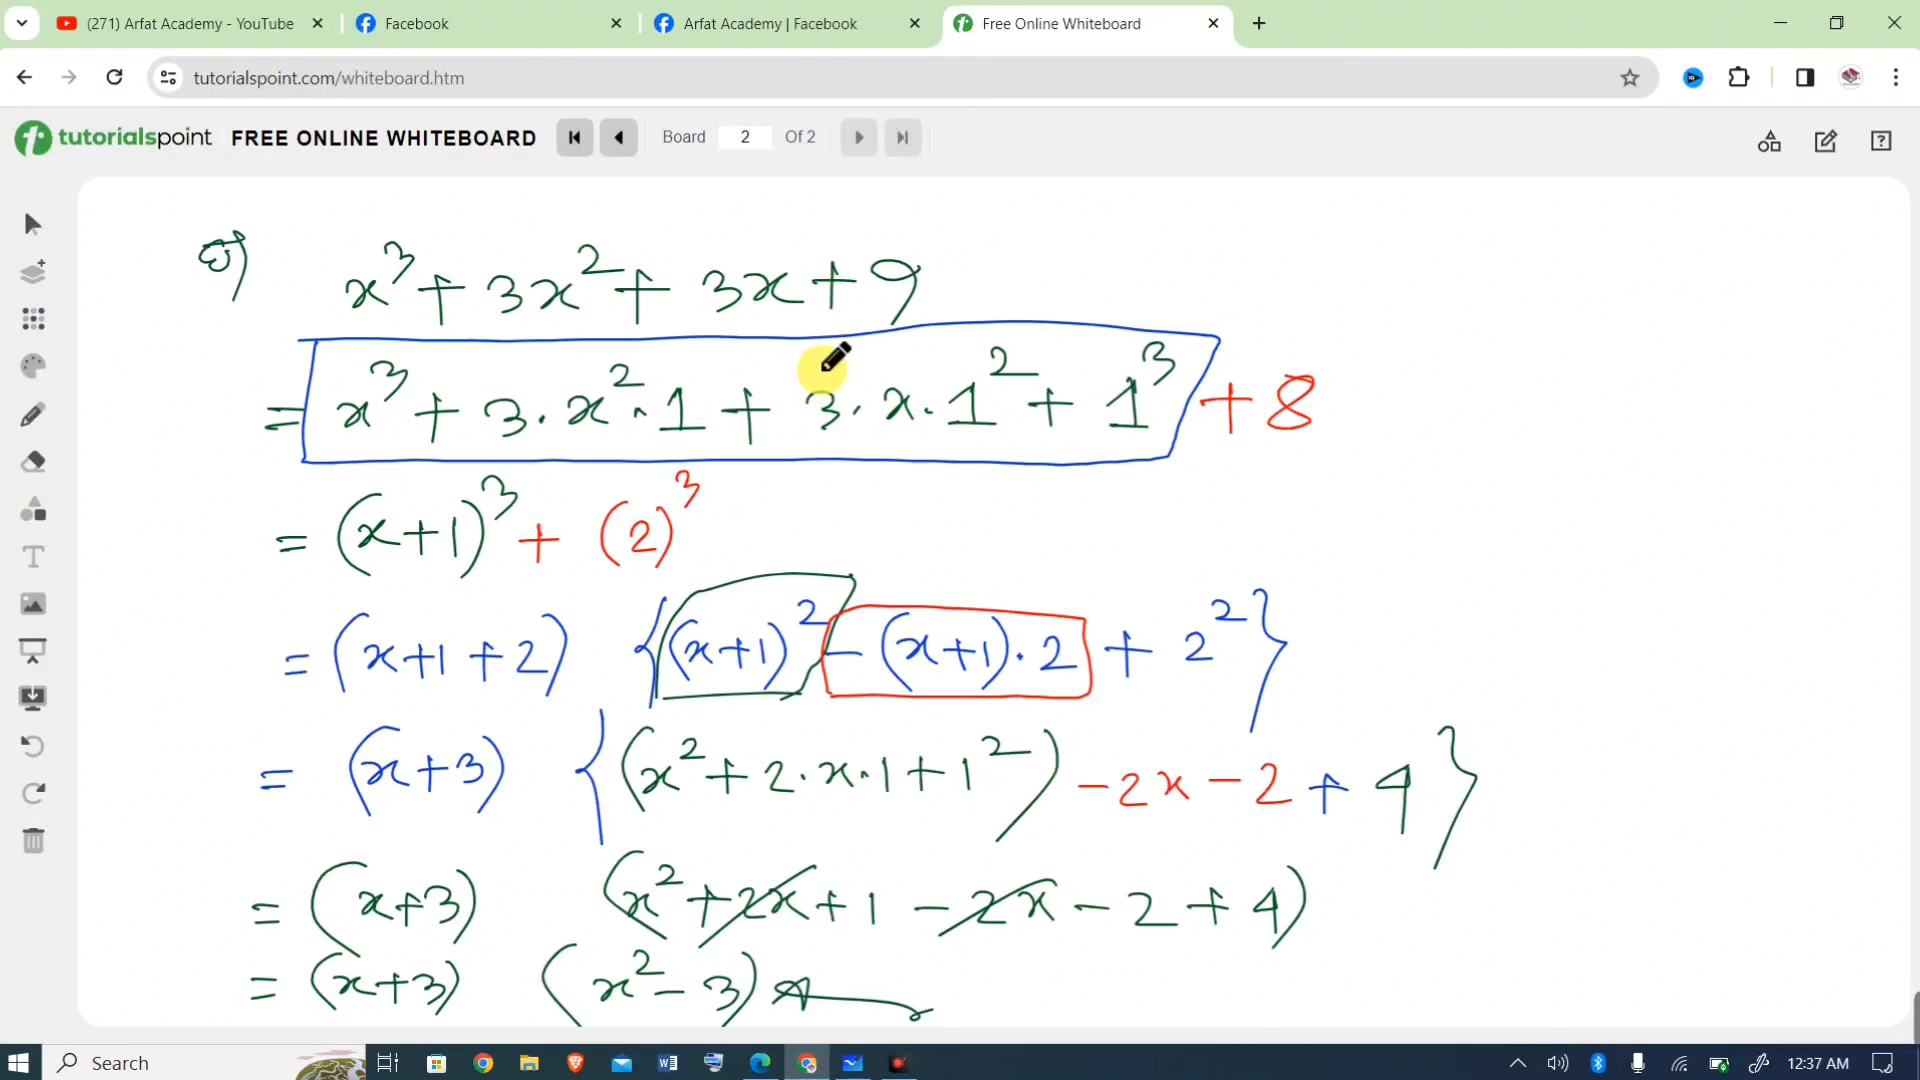 (271) Arfat Academy - YouTube
Facebook
Arfat Academy | Facebook
Free Online Whiteboard
tutorialspoint.com/whiteboard.htm
tutorialspoint FREE ONLINE WHITEBOARD Board 2 Of 2
x³ + 3x² + 3x + 9
= x³ + 3·x²·1 + 3·x·1² + 1³ + 8
= (x+1)³ + (2)³
= (x+1+2) {(x+1)² - (x+1)·2 + 2²}
= (x+3) {(x² + 2·x·1 + 1²) - 2x - 2 + 4}
= (x+3) (x² + 2x + 1 - 2x - 2 + 4)
= (x+3) (x² - 3)
Search
12:37 AM